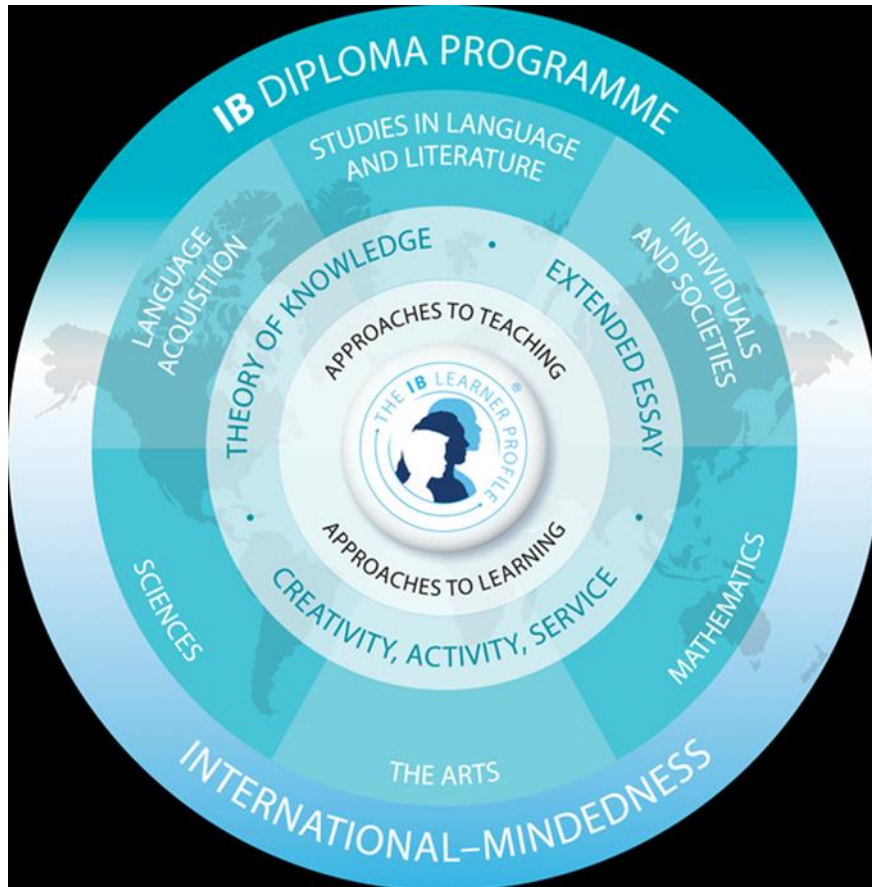 IB DIPLOMA PROGRAMME
STUDIES IN LANGUAGE
AND LITERATURE
LANGUAGE
ACQUISITION
INDIVIDUALS
AND SOCIETIES
THEORY OF KNOWLEDGE
•
EXTENDED ESSAY
APPROACHES TO TEACHING
THE IB LEARNER PROFILE
®
APPROACHES TO LEARNING
•
CREATIVITY, ACTIVITY, SERVICE
•
SCIENCES
MATHEMATICS
THE ARTS
INTERNATIONAL–MINDEDNESS